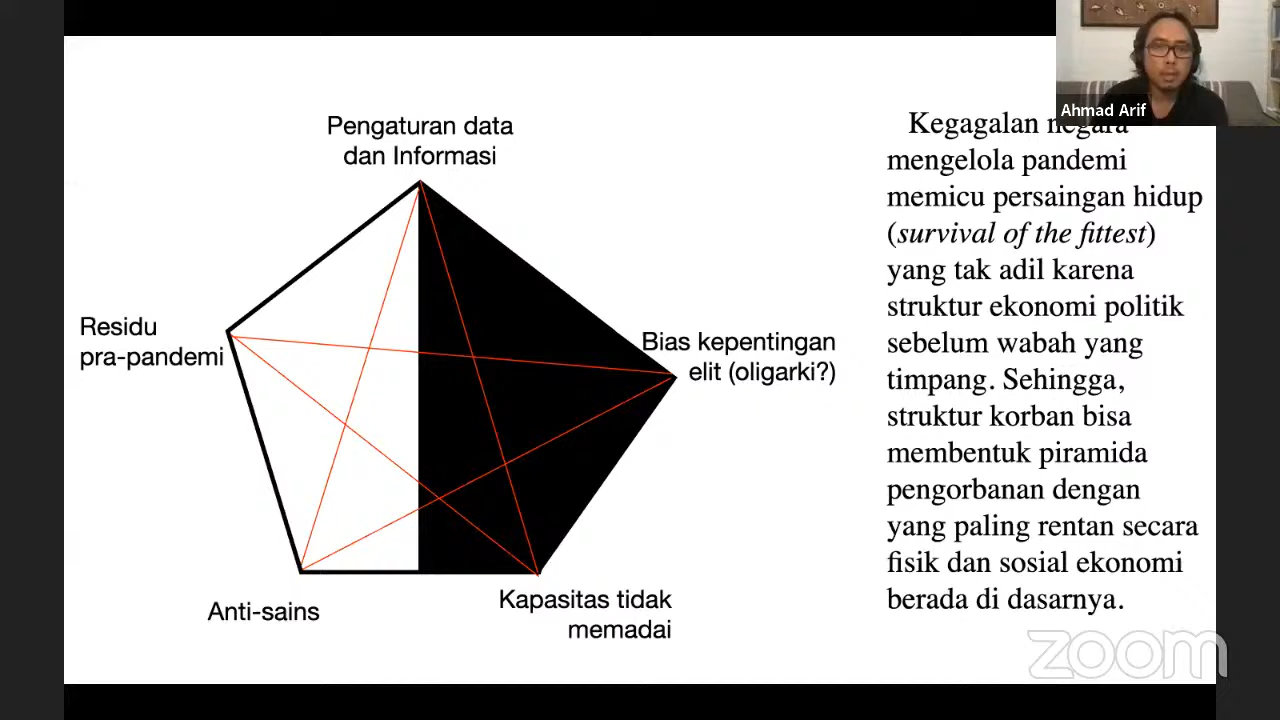 Ahmad Arif
Pengaturan data
dan Informasi
Residu
pra-pandemi
Bias kepentingan
elit (oligarki?)
Anti-sains
Kapasitas tidak
memadai
Kegagalan negara
mengelola pandemi
memicu persaingan hidup
(survival of the fittest)
yang tak adil karena
struktur ekonomi politik
sebelum wabah yang
timpang. Sehingga,
struktur korban bisa
membentuk piramida
pengorbanan dengan
yang paling rentan secara
fisik dan sosial ekonomi
berada di dasarnya.
zoom